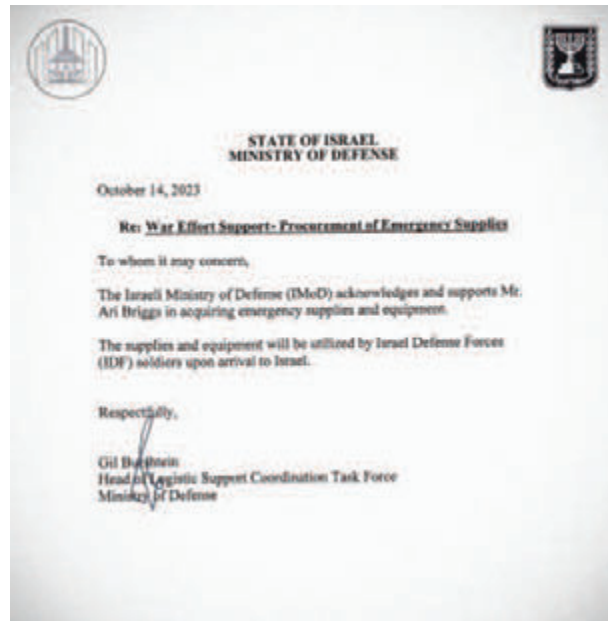 STATE OF ISRAEL
MINISTRY OF DEFENSE
October 14, 2023
Re: War Effort Support- Procurement of Emergency Supplies
To whom it may concern,
The Israeli Ministry of Defense (IMoD) acknowledges and supports Mr.
Ari Briggs in acquiring emergency supplies and equipment.
The supplies and equipment will be utilized by Israel Defense Forces
(IDF) soldiers upon arrival to Israel.
Respectfully,
Gil
Head of Logistic Support Coordination Task Force
Ministry of Defense